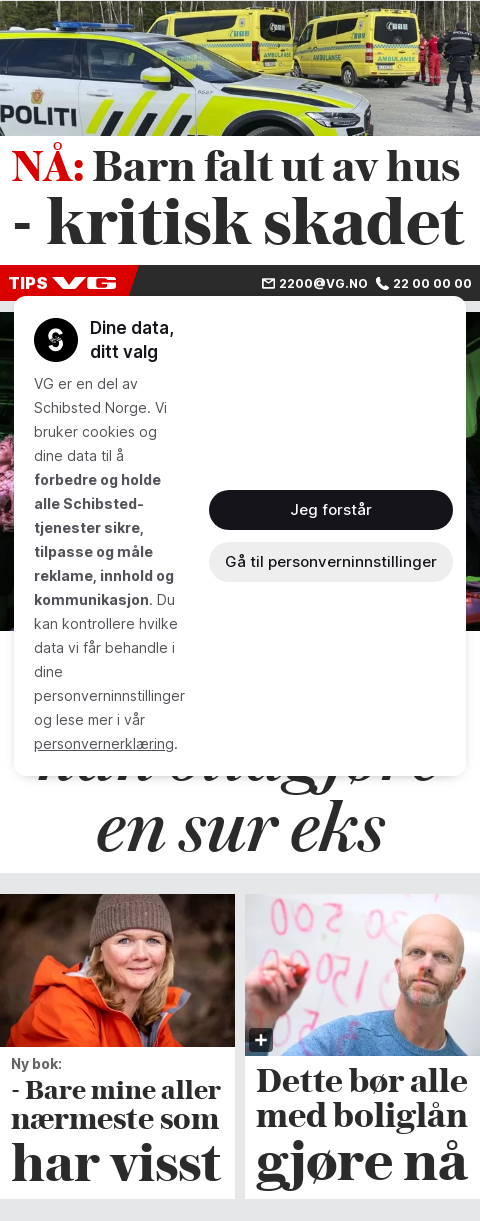 POLITI
AMBULANSE
AMBULANSE
NÅ: Barn falt ut av hus
- kritisk skadet
TIPS VG
2200@VG.NO 22 00 00 00
Dine data,
ditt valg
VG er en del av
Schibsted Norge. Vi
bruker cookies og
dine data til å
forbedre og holde
alle Schibsted-
tjenester sikre,
tilpasse og måle
reklame, innhold og
kommunikasjon. Du
kan kontrollere hvilke
data vi får behandle i
dine
personverninnstillinger
og lese mer i vår
personvernerklæring.
Jeg forstår
Gå til personverninnstillinger
en sur eks
Ny bok:
- Bare mine aller
nærmeste som
har visst
Dette bør alle
med boliglån
gjøre nå